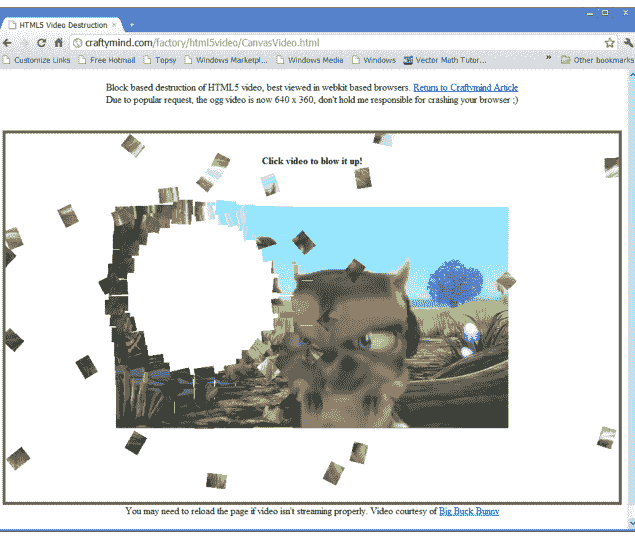 HTML5 Video Destruction
craftymind.com/factory/html5video/CanvasVideo.html
Customize Links Free Hotmail Topsy Windows Marketpl... Windows Media Windows Vector Math Tutor... » Other bookmarks
Block based destruction of HTML5 video, best viewed in webkit based browsers. Return to Craftymind Article
Due to popular request, the ogg video is now 640 x 360, don't hold me responsible for crashing your browser ;)
Click video to blow it up!
You may need to reload the page if video isn't streaming properly. Video courtesy of Big Buck Bunny